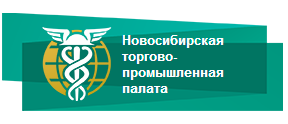 Новосибирская
торгово-
промышленная
палата